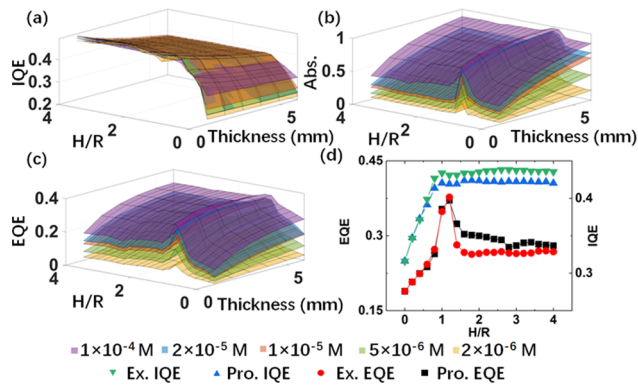 (a)
0.4
0.3
0.2
IQE
4
H/R
2
0
0
Thickness (mm)
5
(b)
1
0.5
0
Abs.
4
H/R
2
0
0
Thickness (mm)
5
(c)
0.4
0.2
0
EQE
4
H/R
2
0
0
Thickness (mm)
5
(d)
0.45
0.3
0.15
EQE
0.4
0.3
IQE
0 1 2 3 4
H/R
1×10⁻⁴ M 2×10⁻⁵ M 1×10⁻⁵ M 5×10⁻⁶ M 2×10⁻⁶ M
Ex. IQE Pro. IQE Ex. EQE Pro. EQE